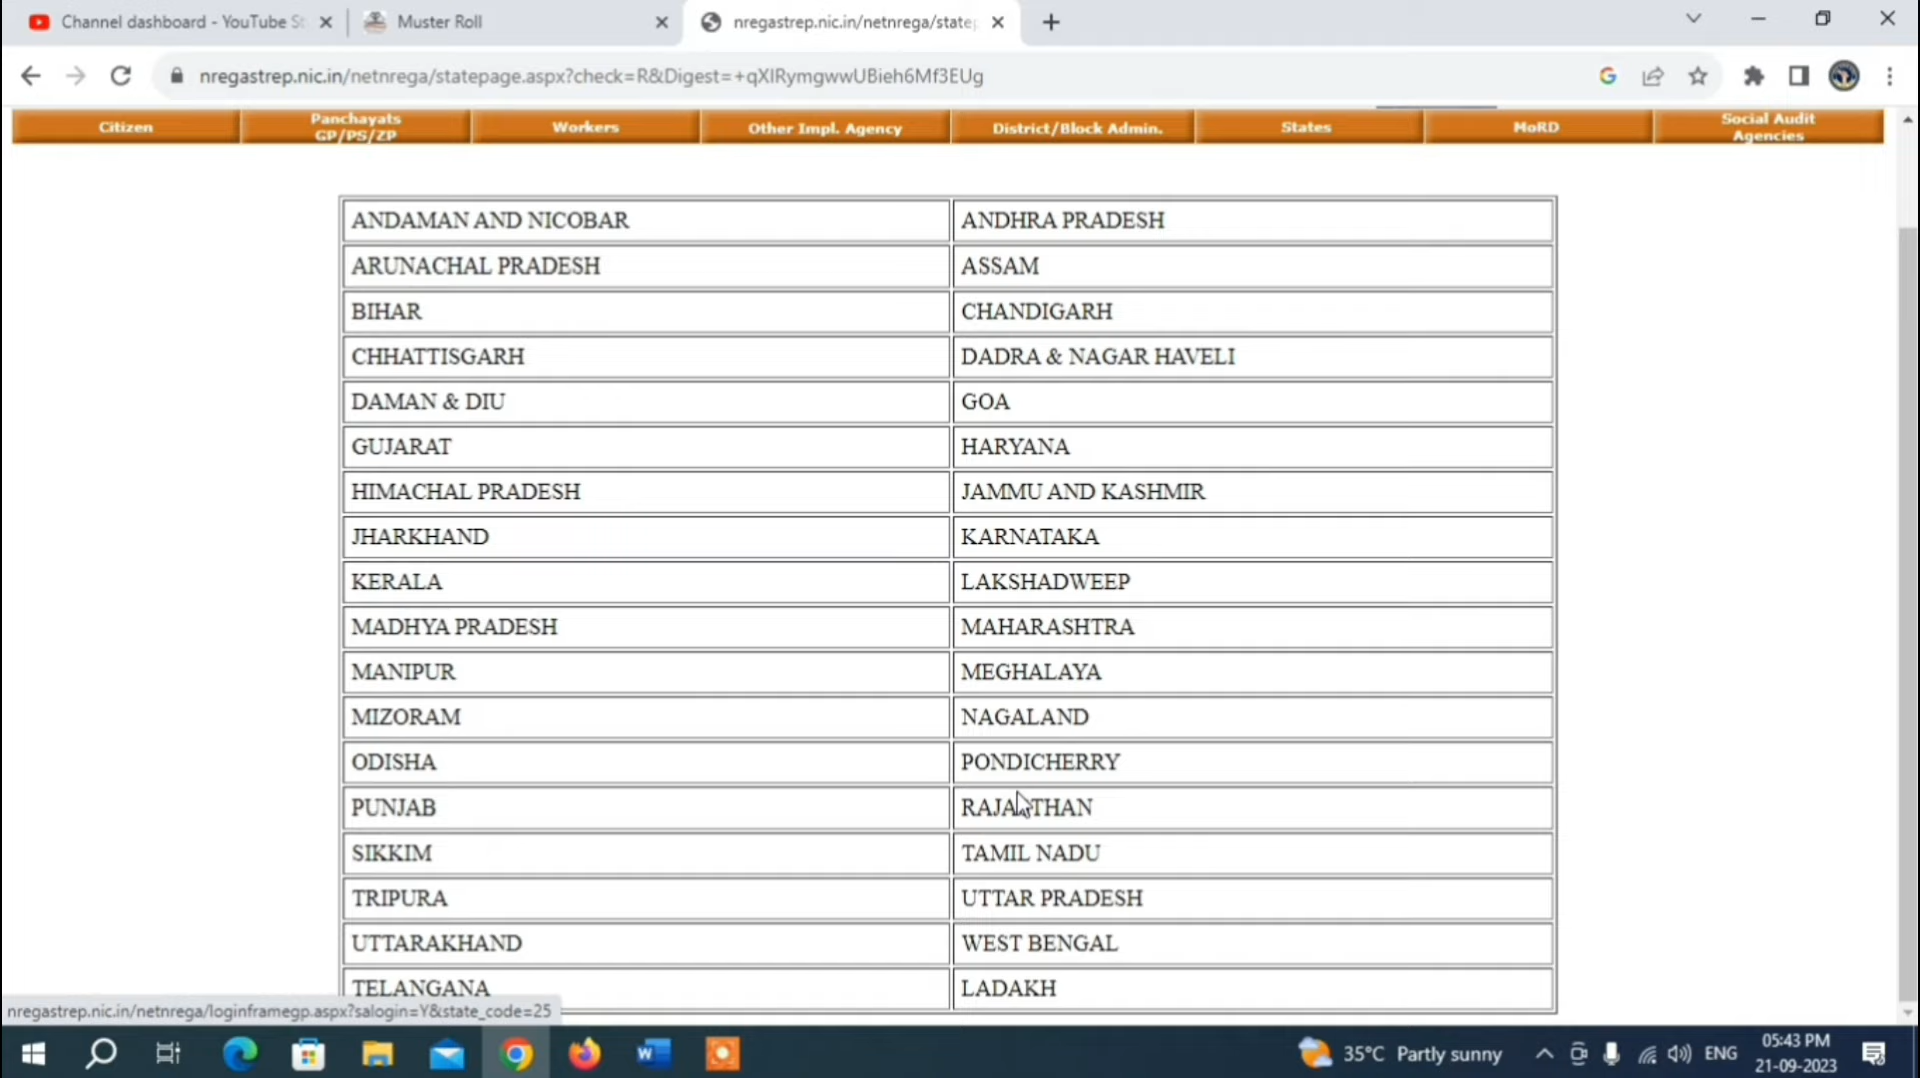 Channel dashboard - YouTube St
Muster Roll
nregastrep.nic.in/netnrega/state
nregastrep.nic.in/netnrega/statepage.aspx?check=R&Digest=+qXIRymgwwUBieh6Mf3EUg
Citizen
Panchayats
GP/PS/ZP
Workers
Other Impl. Agency
District/Block Admin.
States
MoRD
Social Audit
Agencies
ANDAMAN AND NICOBAR
ANDHRA PRADESH
ARUNACHAL PRADESH
ASSAM
BIHAR
CHANDIGARH
CHHATTISGARH
DADRA & NAGAR HAVELI
DAMAN & DIU
GOA
GUJARAT
HARYANA
HIMACHAL PRADESH
JAMMU AND KASHMIR
JHARKHAND
KARNATAKA
KERALA
LAKSHADWEEP
MADHYA PRADESH
MAHARASHTRA
MANIPUR
MEGHALAYA
MIZORAM
NAGALAND
ODISHA
PONDICHERRY
PUNJAB
RAJASTHAN
SIKKIM
TAMIL NADU
TRIPURA
UTTAR PRADESH
UTTARAKHAND
WEST BENGAL
TELANGANA
LADAKH
nregastrep.nic.in/netnrega/loginframegp.aspx?salogin=Y&state_code=25
35°C Partly sunny
ENG
05:43 PM
21-09-2023